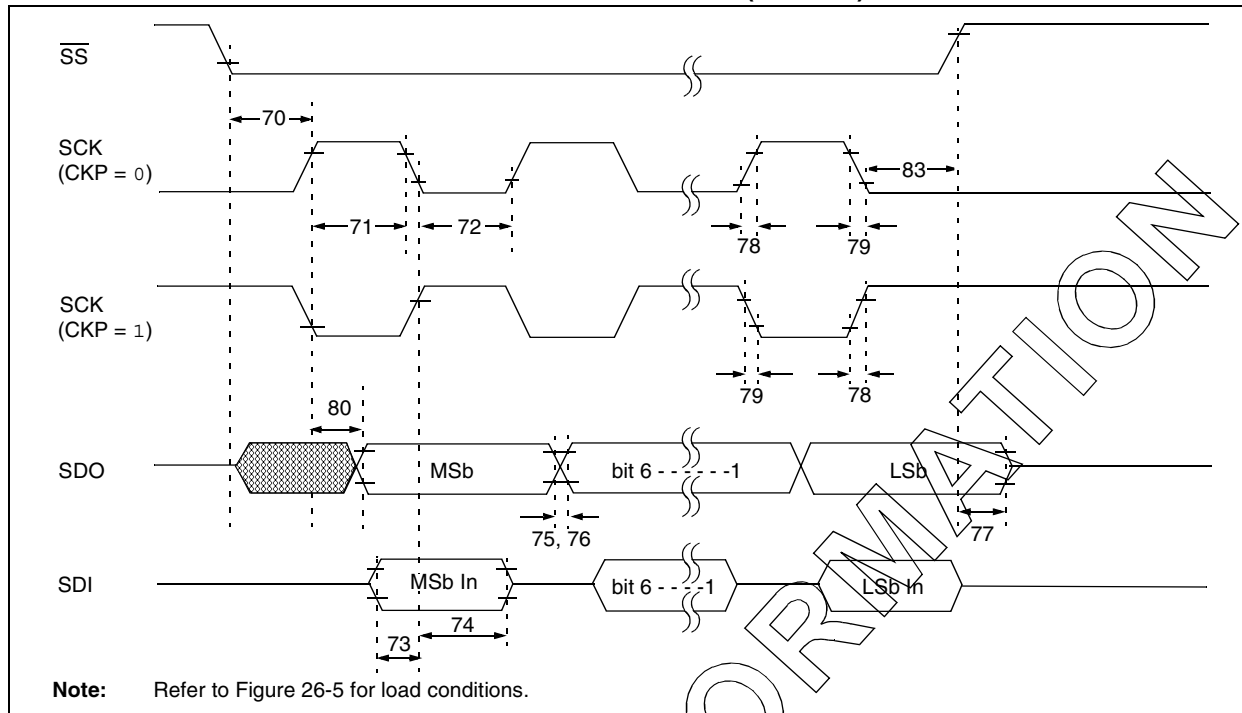 SS
70
SCK
(CKP = 0)
83
71
72
78
79
SCK
(CKP = 1)
79
78
80
SDO
MSb
bit 6 - - - - - - -1
LSb
75, 76
77
SDI
MSb In
bit 6 - - - - -1
LSb In
73
74
ORMATION
Note: Refer to Figure 26-5 for load conditions.